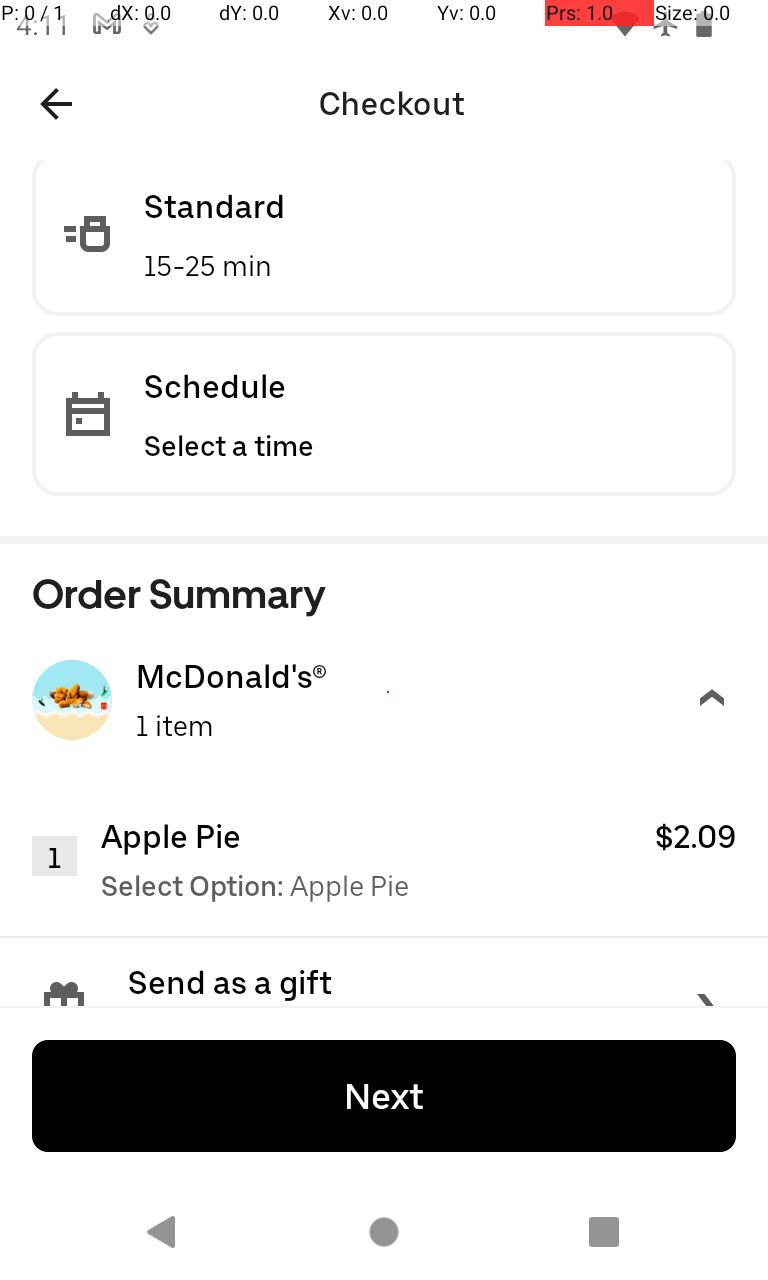 P: 0 / 1 dX: 0.0 dY: 0.0 Xv: 0.0 Yv: 0.0 Prs: 1.0 Size: 0.0
4:11
Checkout
Standard
15-25 min
Schedule
Select a time
Order Summary
McDonald's®
1 item
1 Apple Pie $2.09
Select Option: Apple Pie
Send as a gift
Next